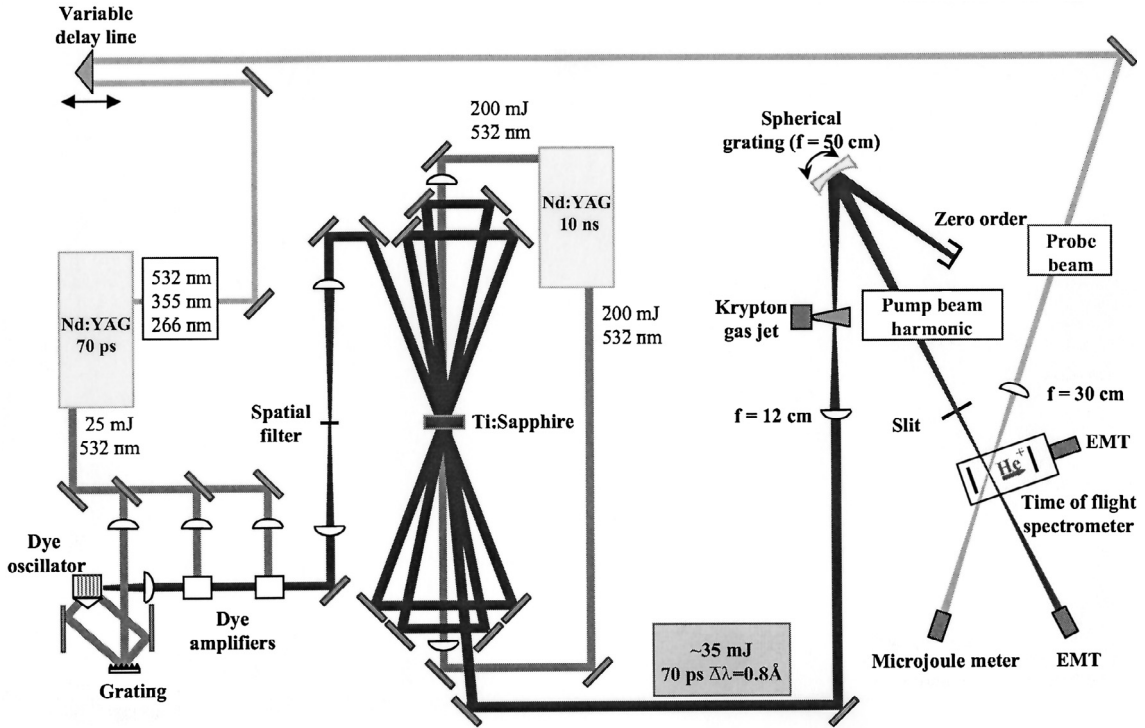 Variable
delay line
200 mJ
532 nm
Spherical
grating (f = 50 cm)
Nd:YAG
10 ns
Zero order
Probe
beam
532 nm
355 nm
266 nm
Nd:YAG
70 ps
200 mJ
532 nm
Krypton
gas jet
Pump beam
harmonic
25 mJ
532 nm
Spatial
filter
Ti:Sapphire
f = 12 cm
Slit
f = 30 cm
EMT
He+
Time of flight
spectrometer
Dye
oscillator
Dye
amplifiers
Grating
~35 mJ
70 ps Δλ=0.8Å
Microjoule meter
EMT